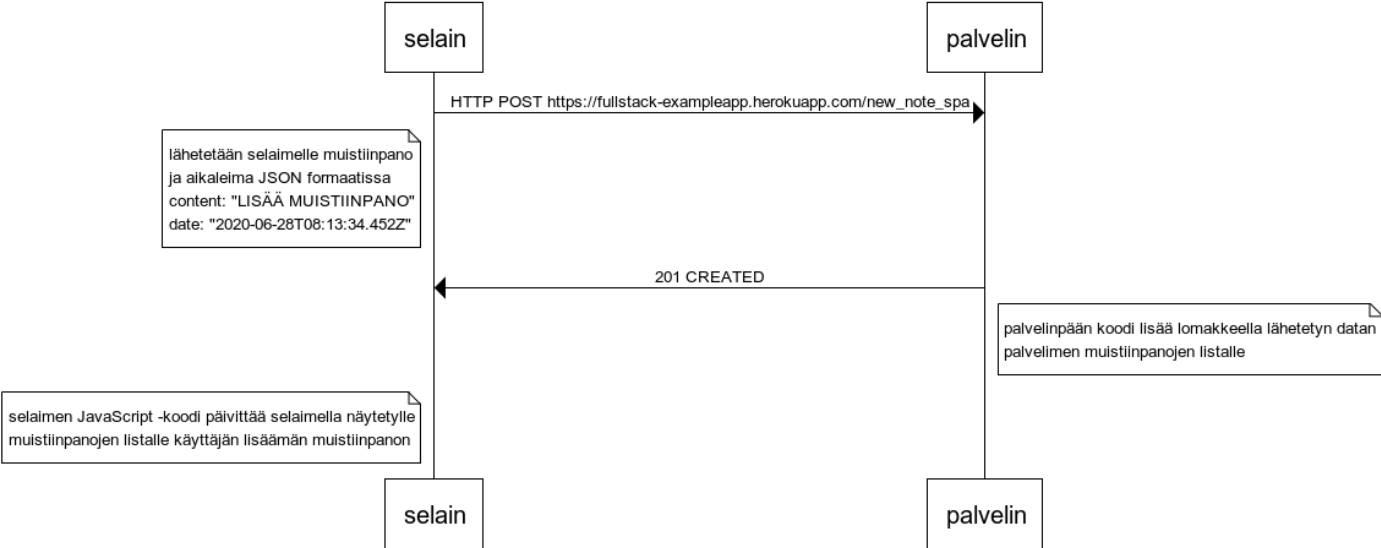 selain
palvelin
HTTP POST https://fullstack-exampleapp.herokuapp.com/new_note_spa
lähetetään selaimelle muistiinpano
ja aikaleima JSON formaatissa
content: "LISÄÄ MUISTIINPANO"
date: "2020-06-28T08:13:34.452Z"
201 CREATED
palvelinpään koodi lisää lomakkeella lähetetyn datan
palvelimen muistiinpanojen listalle
selaimen JavaScript -koodi päivittää selaimella näytetylle
muistiinpanojen listalle käyttäjän lisäämän muistiinpanon
selain
palvelin